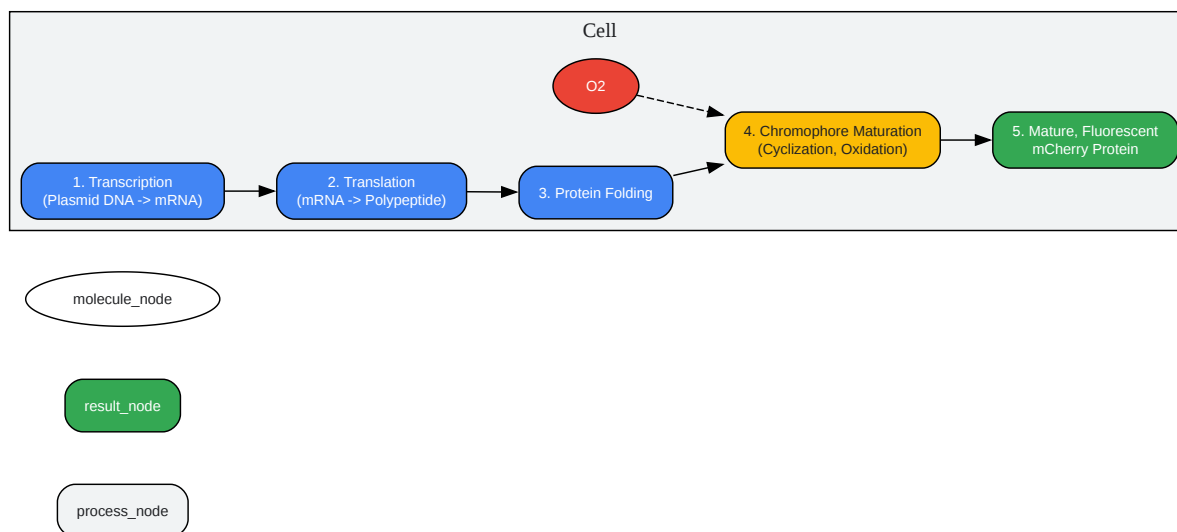 Cell
O2
4. Chromophore Maturation
(Cyclization, Oxidation)
5. Mature, Fluorescent
mCherry Protein
1. Transcription
(Plasmid DNA -> mRNA)
2. Translation
(mRNA -> Polypeptide)
3. Protein Folding
molecule_node
result_node
process_node